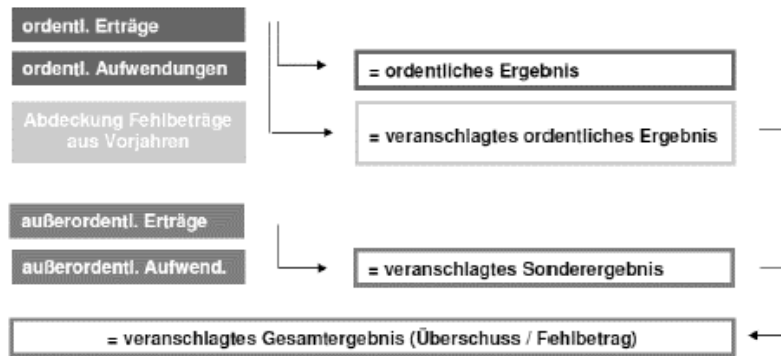 ordentl. Erträge
ordentl. Aufwendungen
= ordentliches Ergebnis
Abdeckung Fehlbeträge
aus Vorjahren
= veranschlagtes ordentliches Ergebnis
außerordentl. Erträge
außerordentl. Aufwend.
= veranschlagtes Sonderergebnis
= veranschlagtes Gesamtergebnis (Überschuss / Fehlbetrag)